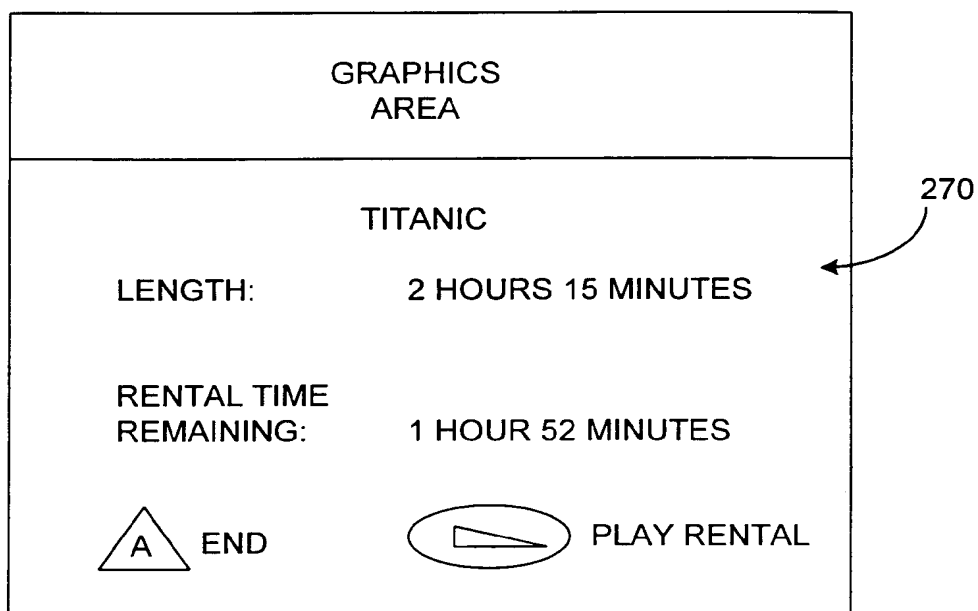 GRAPHICS
AREA
270
TITANIC
LENGTH: 2 HOURS 15 MINUTES
RENTAL TIME
REMAINING: 1 HOUR 52 MINUTES
A END PLAY RENTAL